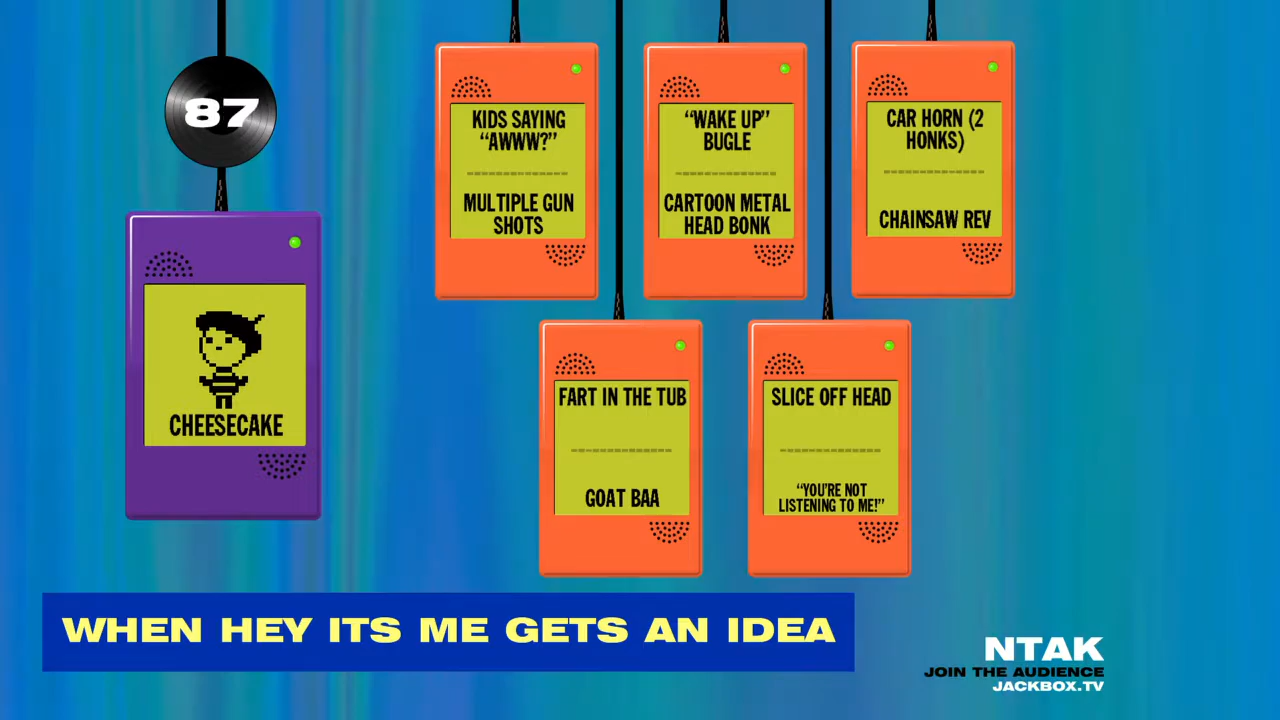 87
CHEESECAKE
KIDS SAYING
“AWWW?”
MULTIPLE GUN
SHOTS
“WAKE UP”
BUGLE
CARTOON METAL
HEAD BONK
CAR HORN (2
HONKS)
CHAINSAW REV
FART IN THE TUB
GOAT BAA
SLICE OFF HEAD
“YOU’RE NOT
LISTENING TO ME!”
WHEN HEY ITS ME GETS AN IDEA
NTAK
JOIN THE AUDIENCE
JACKBOX.TV